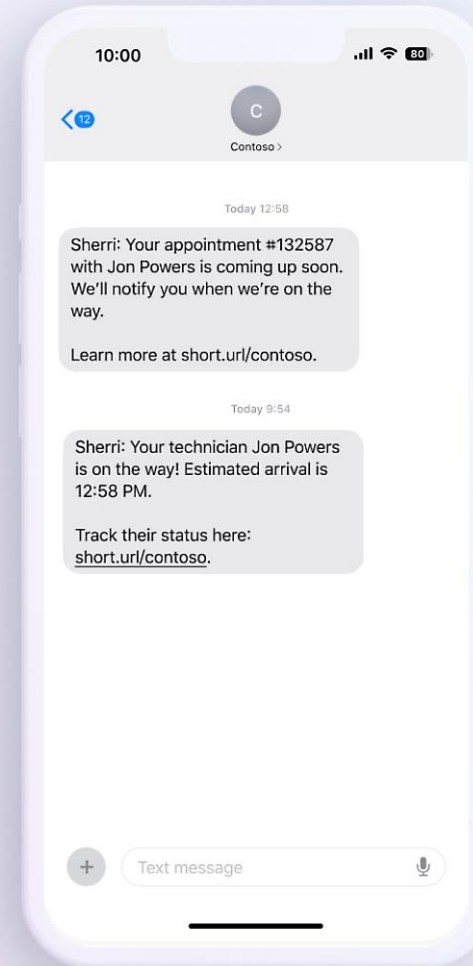 10:00
80
12
C
Contoso >
Today 12:58
Sherri: Your appointment #132587
with Jon Powers is coming up soon.
We’ll notify you when we’re on the
way.
Learn more at short.url/contoso.
Today 9:54
Sherri: Your technician Jon Powers
is on the way! Estimated arrival is
12:58 PM.
Track their status here:
short.url/contoso.
Text message